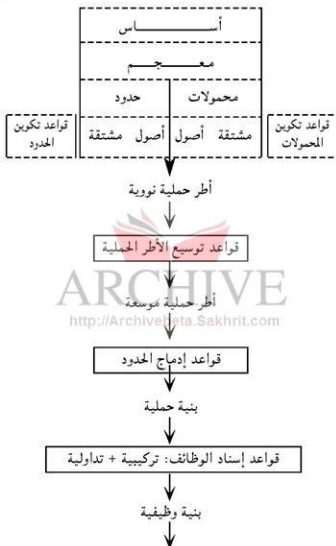 أســـــــاس
معـــجـــم
محمولات حدود
مشتقة أصول أصول مشتقة
قواعد تكوين
المحمولات
قواعد تكوين
الحدود
أطر حملية نووية
قواعد توسيع الأطر الحملية
ARCHIVE
أطر حملية موسعة
http://Archivebeta.Sakhrit.com
قواعد إدماج الحدود
بنية حملية
قواعد إسناد الوظائف: تركيبية + تداولية
بنية وظيفية